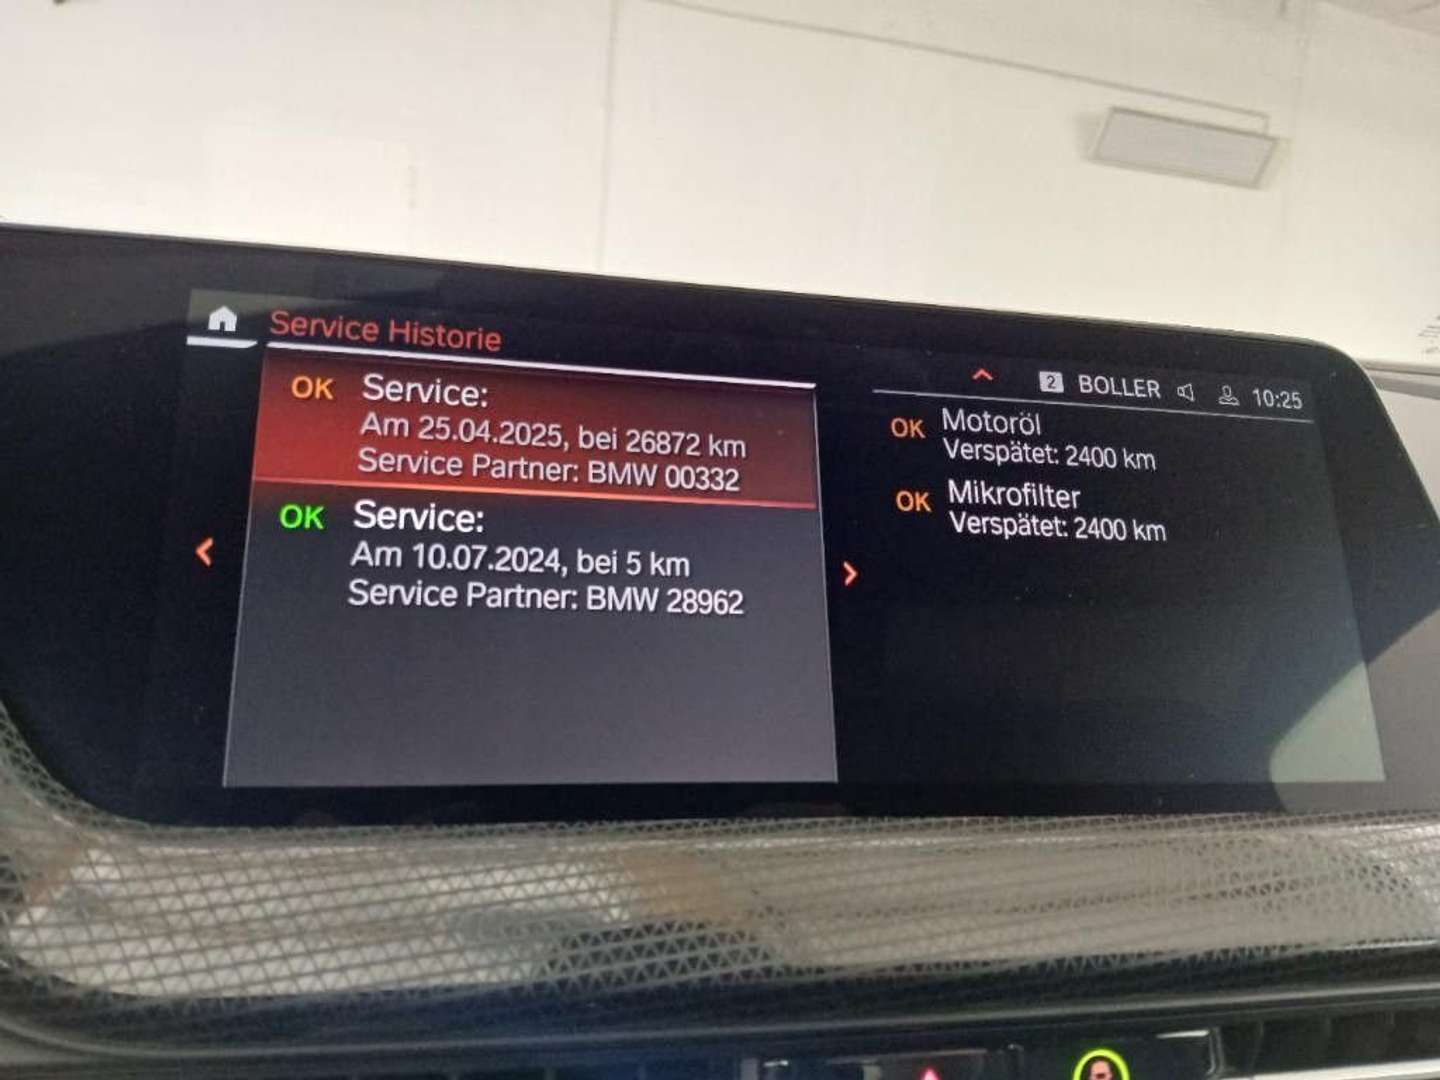 Service Historie
2 BOLLER 10:25
OK Service:
Am 25.04.2025, bei 26872 km
Service Partner: BMW 00332
OK Service:
Am 10.07.2024, bei 5 km
Service Partner: BMW 28962
OK Motoröl
Verspätet: 2400 km
OK Mikrofilter
Verspätet: 2400 km